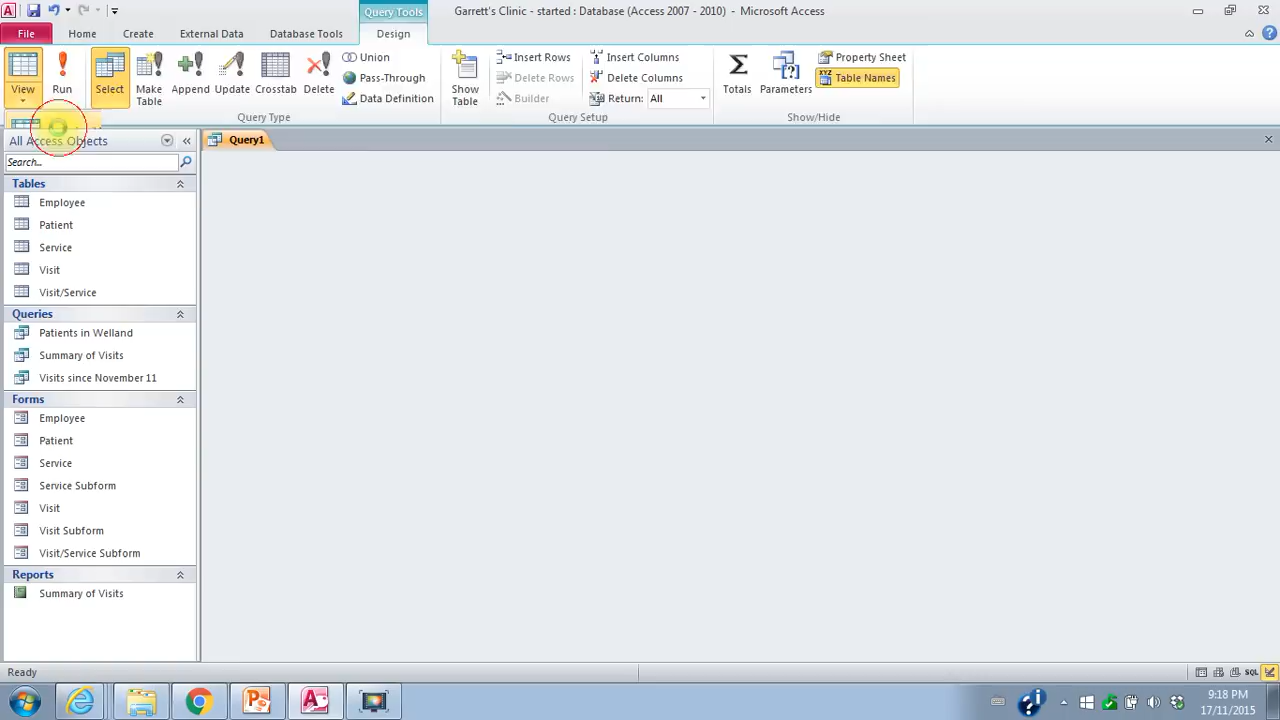 Query Tools
Garrett's Clinic - started : Database (Access 2007 - 2010) - Microsoft Access
File
Home
Create
External Data
Database Tools
Design
View
Run
Select
Make Table
Append
Update
Crosstab
Delete
Union
Pass-Through
Data Definition
Show Table
Insert Rows
Delete Rows
Builder
Insert Columns
Delete Columns
Return: All
Totals
Parameters
Property Sheet
Table Names
Query Type
Query Setup
Show/Hide
All Access Objects
Query1
Search...
Tables
Employee
Patient
Service
Visit
Visit/Service
Queries
Patients in Welland
Summary of Visits
Visits since November 11
Forms
Employee
Patient
Service
Service Subform
Visit
Visit Subform
Visit/Service Subform
Reports
Summary of Visits
Ready
SQL
9:18 PM
17/11/2015